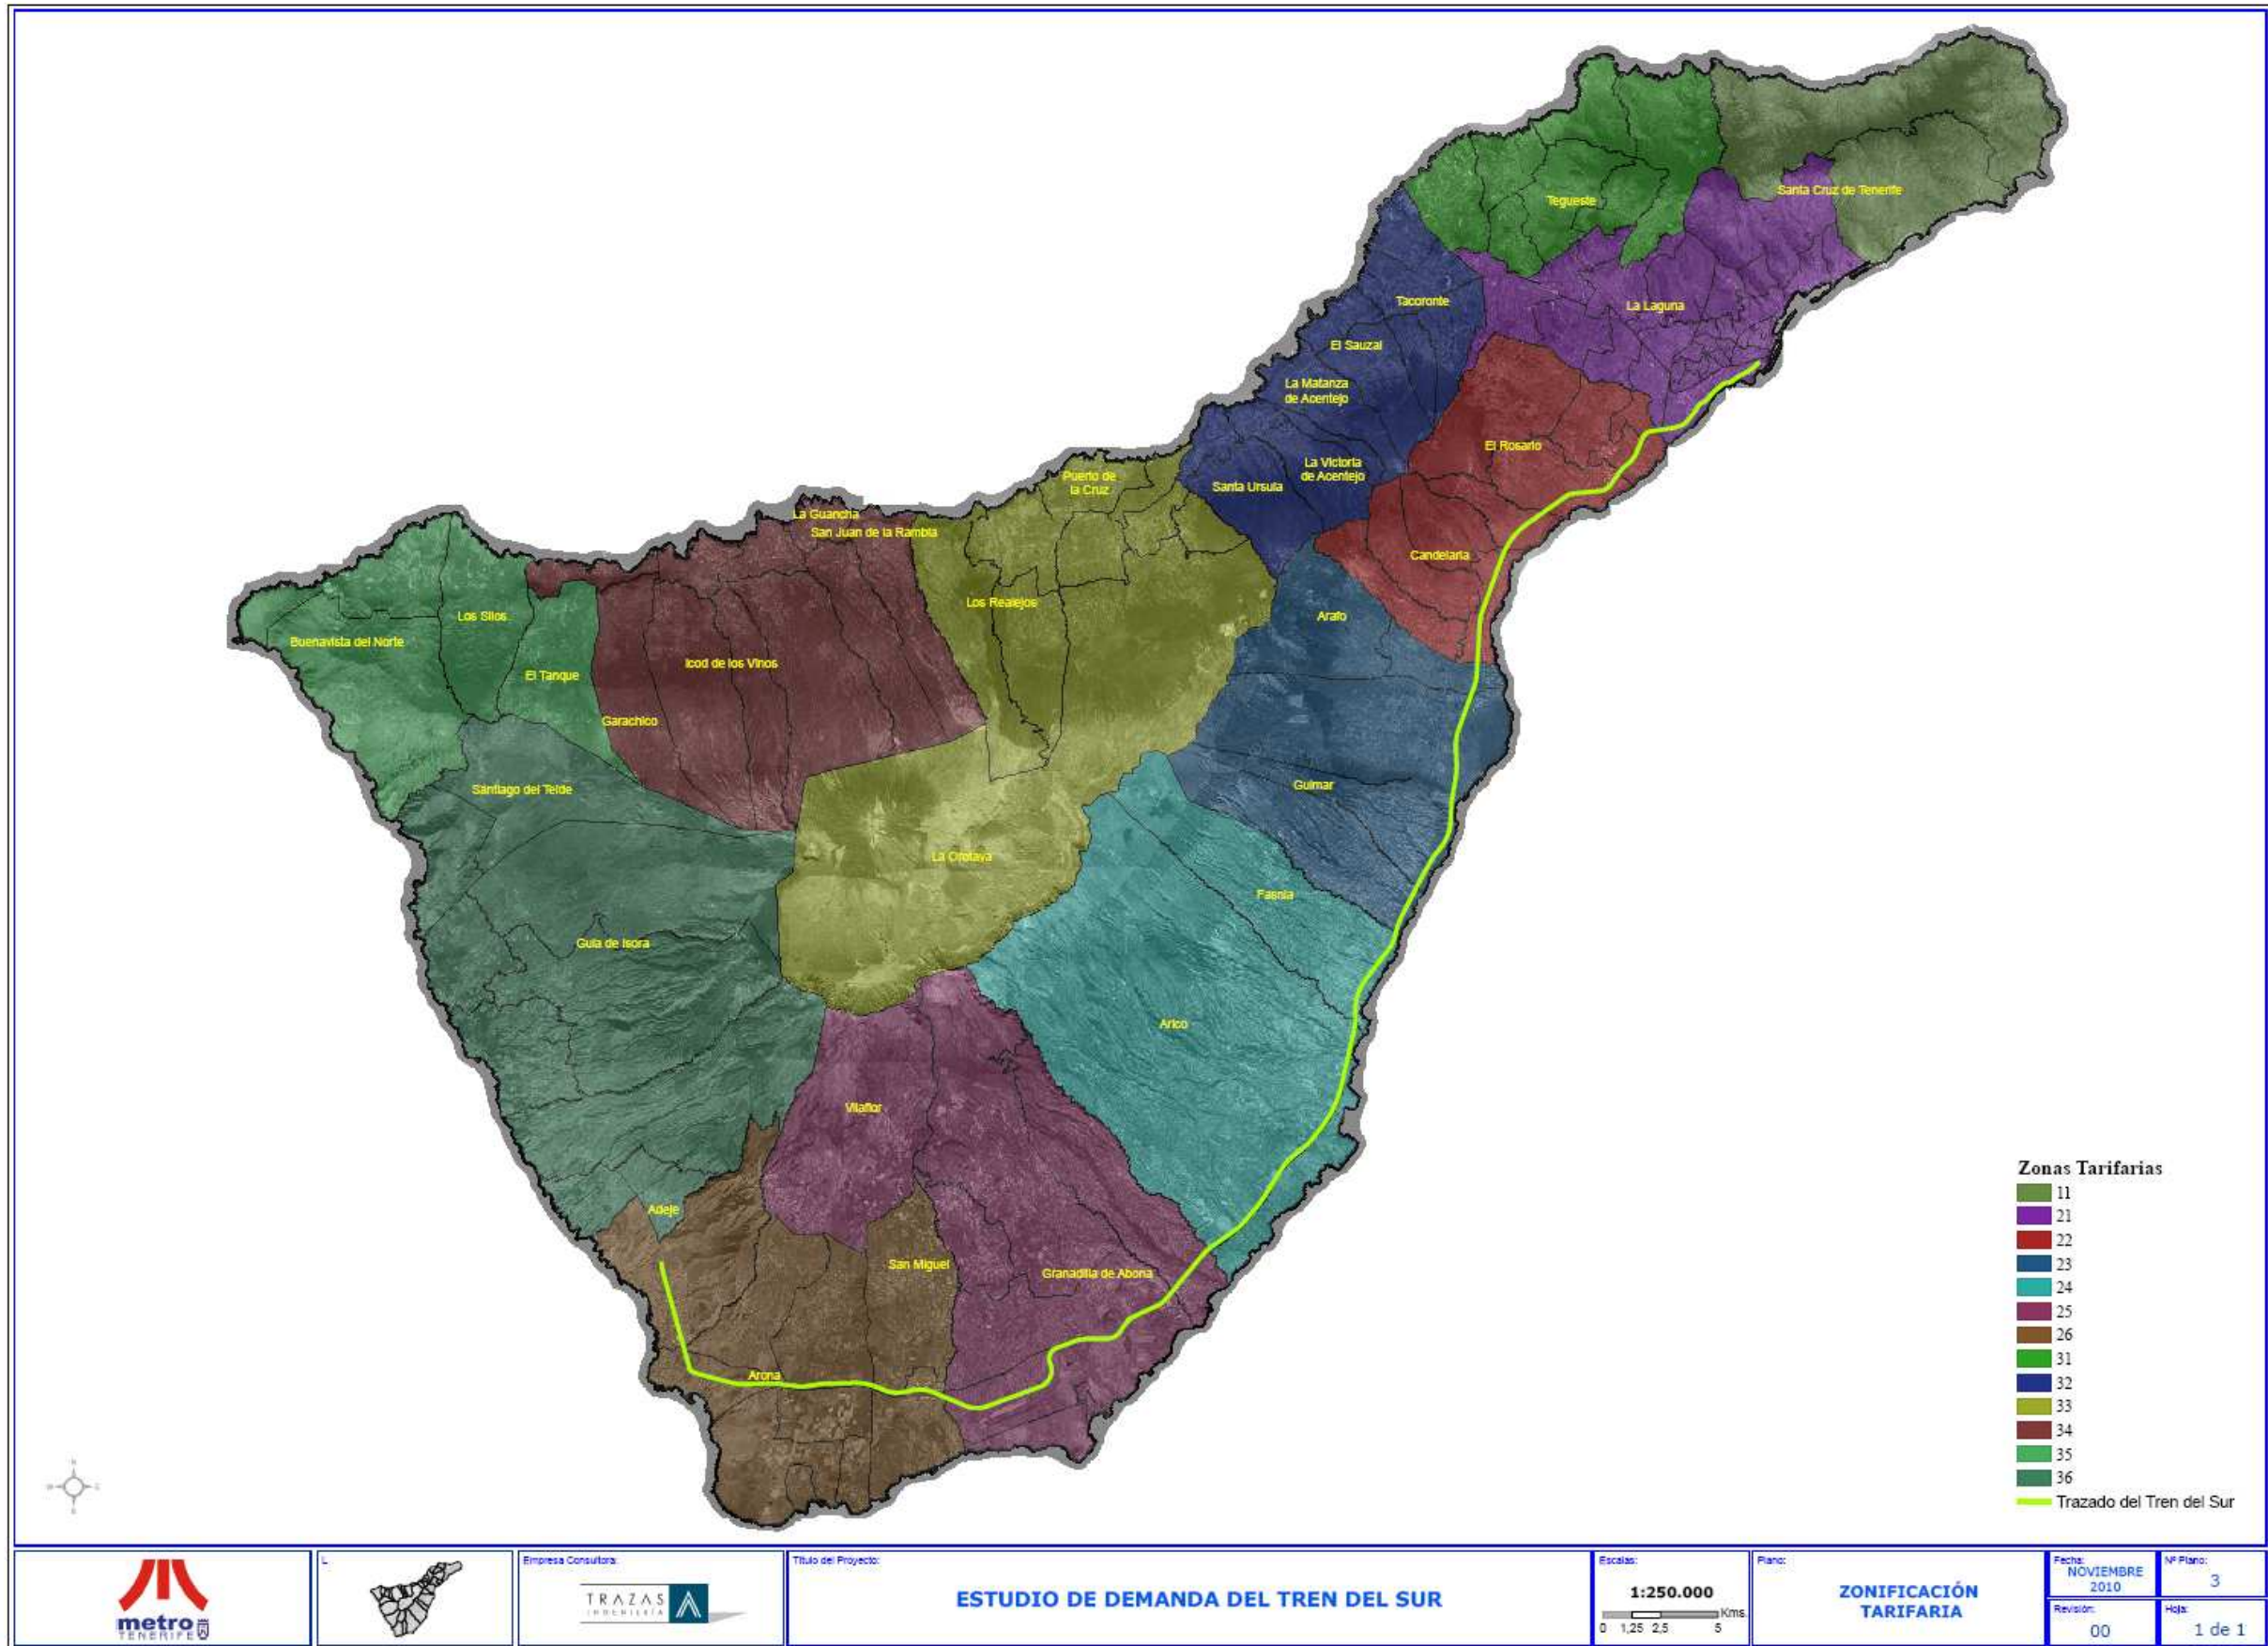 Santa Cruz de Tenerife
Tegueste
La Laguna
Tacoronte
El Sauzal
La Matanza
de Acentejo
El Rosario
La Victoria
de Acentejo
Santa Ursula
Puerto de
la Cruz
La Guancha
San Juan de la Rambla
Candelaria
Los Realejos
Arafo
Los Silos
Buenavista del Norte
Icod de los Vinos
El Tanque
Garachico
Santiago del Teide
Guimar
La Orotava
Fasnia
Guia de Isora
Arico
Vilaflor
Adeje
San Miguel
Granadilla de Abona
Arona
Zonas Tarifarias
11
21
22
23
24
25
26
31
32
33
34
35
36
Trazado del Tren del Sur
metro
TENERIFE
L
Empresa Consultora:
TRAZAS
INGENIERÍA
Título del Proyecto:
ESTUDIO DE DEMANDA DEL TREN DEL SUR
Escalas:
1:250.000
Kms.
0 1,25 2,5 5
Plano:
ZONIFICACIÓN
TARIFARIA
Fecha:
NOVIEMBRE
2010
Nº Plano:
3
Revisión:
00
Hoja:
1 de 1